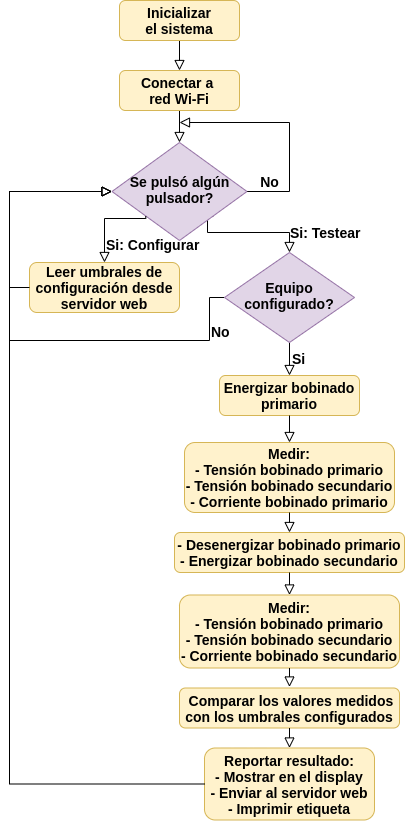 Inicializar
el sistema
Conectar a
red Wi-Fi
Se pulsó algún
pulsador?
No
Si: Configurar
Si: Testear
Leer umbrales de
configuración desde
servidor web
Equipo
configurado?
No
Si
Energizar bobinado
primario
Medir:
- Tensión bobinado primario
- Tensión bobinado secundario
- Corriente bobinado primario
- Desenergizar bobinado primario
- Energizar bobinado secundario
Medir:
- Tensión bobinado primario
- Tensión bobinado secundario
- Corriente bobinado secundario
Comparar los valores medidos
con los umbrales configurados
Reportar resultado:
- Mostrar en el display
- Enviar al servidor web
- Imprimir etiqueta